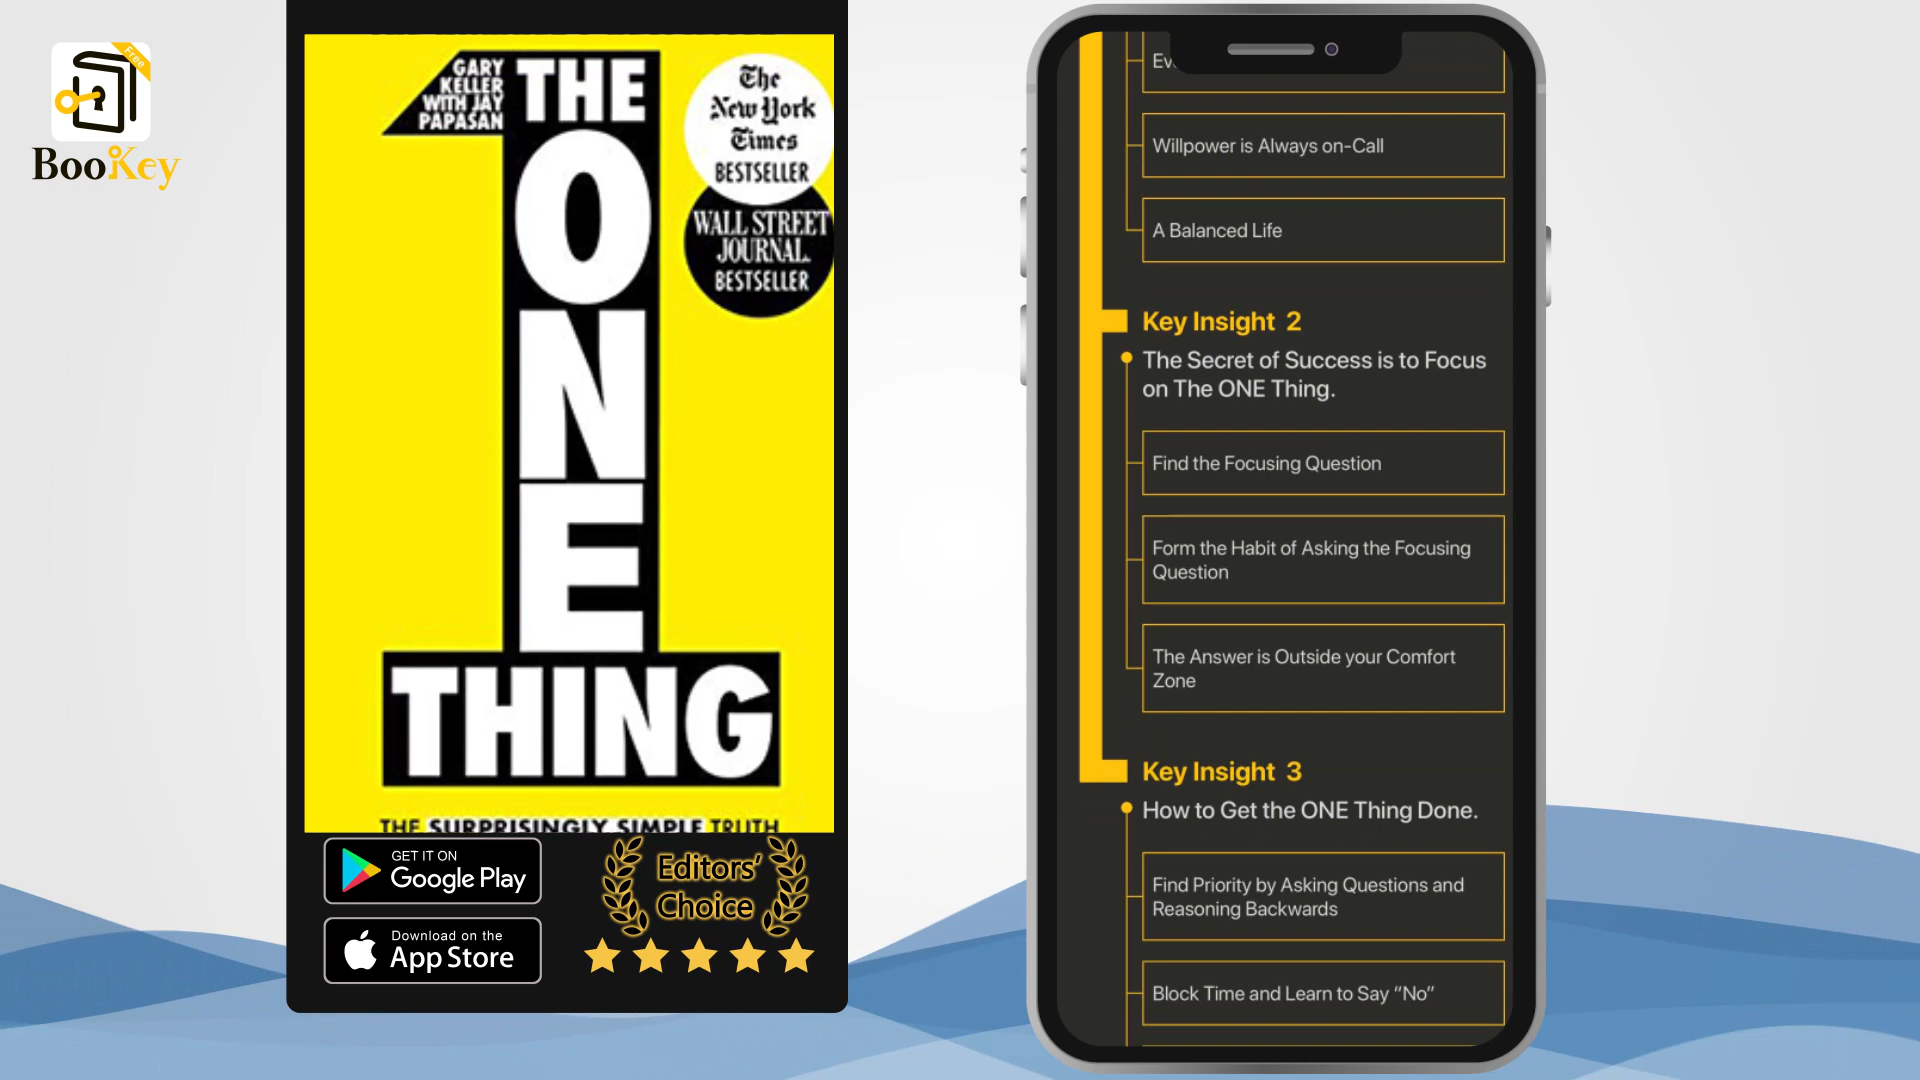 Free
BooKey
GARY
KELLER
WITH JAY
PAPASAN
THE
ONE
THING
The
New York
Times
BESTSELLER
WALL STREET
JOURNAL
BESTSELLER
THE SURPRISINGLY SIMPLE TRUTH
GET IT ON
Google Play
Download on the
App Store
Editors'
Choice
Willpower is Always on-Call
A Balanced Life
Key Insight 2
The Secret of Success is to Focus
on The ONE Thing.
Find the Focusing Question
Form the Habit of Asking the Focusing
Question
The Answer is Outside your Comfort
Zone
Key Insight 3
How to Get the ONE Thing Done.
Find Priority by Asking Questions and
Reasoning Backwards
Block Time and Learn to Say “No”